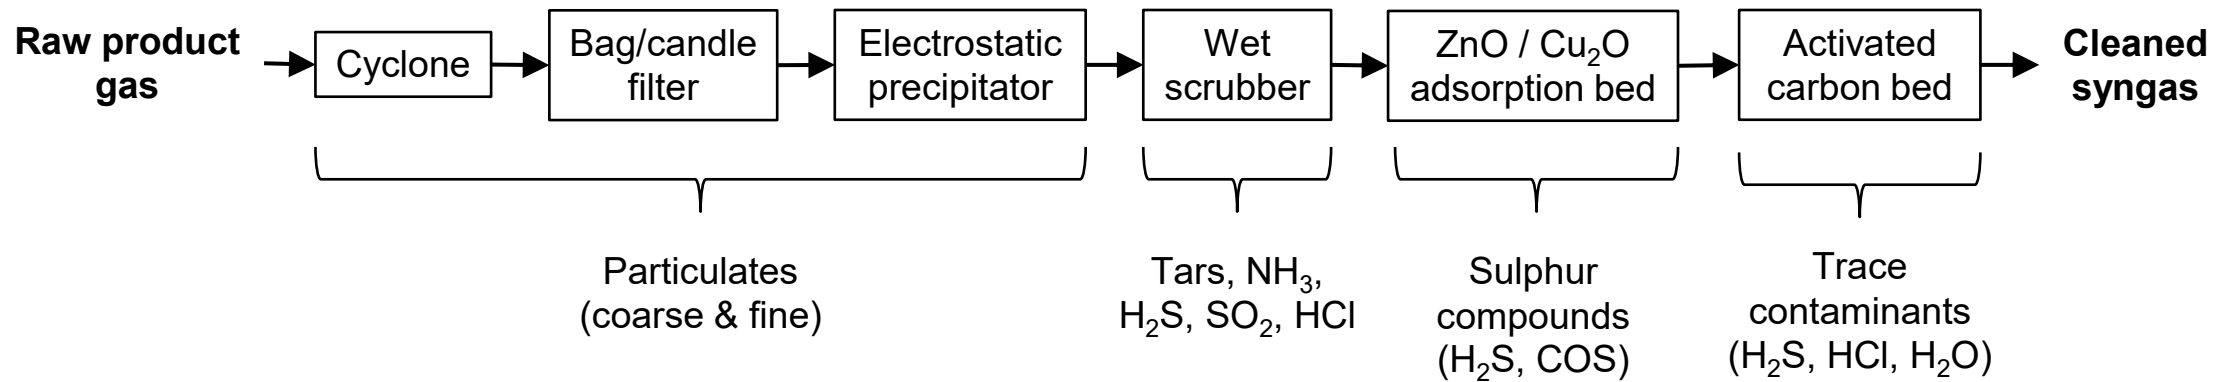 Raw product
gas
Cyclone
Bag/candle
filter
Electrostatic
precipitator
Wet
scrubber
ZnO / Cu₂O
adsorption bed
Activated
carbon bed
Cleaned
syngas
Particulates
(coarse & fine)
Tars, NH₃,
H₂S, SO₂, HCl
Sulphur
compounds
(H₂S, COS)
Trace
contaminants
(H₂S, HCl, H₂O)